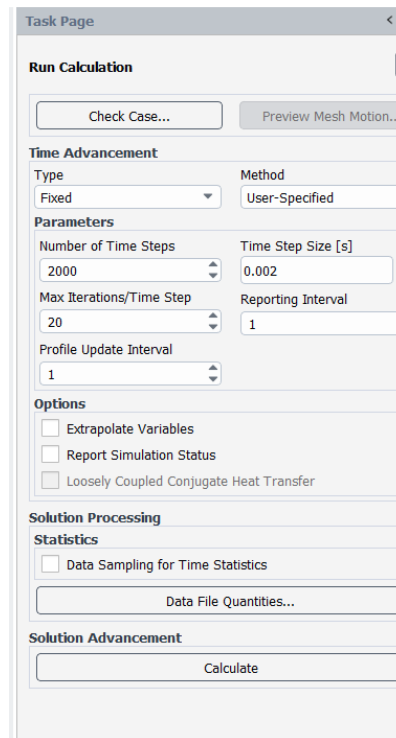 Task Page <
Run Calculation
Check Case... Preview Mesh Motion..
Time Advancement
Type Method
Fixed User-Specified
Parameters
Number of Time Steps Time Step Size [s]
2000 0.002
Max Iterations/Time Step Reporting Interval
20 1
Profile Update Interval
1
Options
Extrapolate Variables
Report Simulation Status
Loosely Coupled Conjugate Heat Transfer
Solution Processing
Statistics
Data Sampling for Time Statistics
Data File Quantities...
Solution Advancement
Calculate